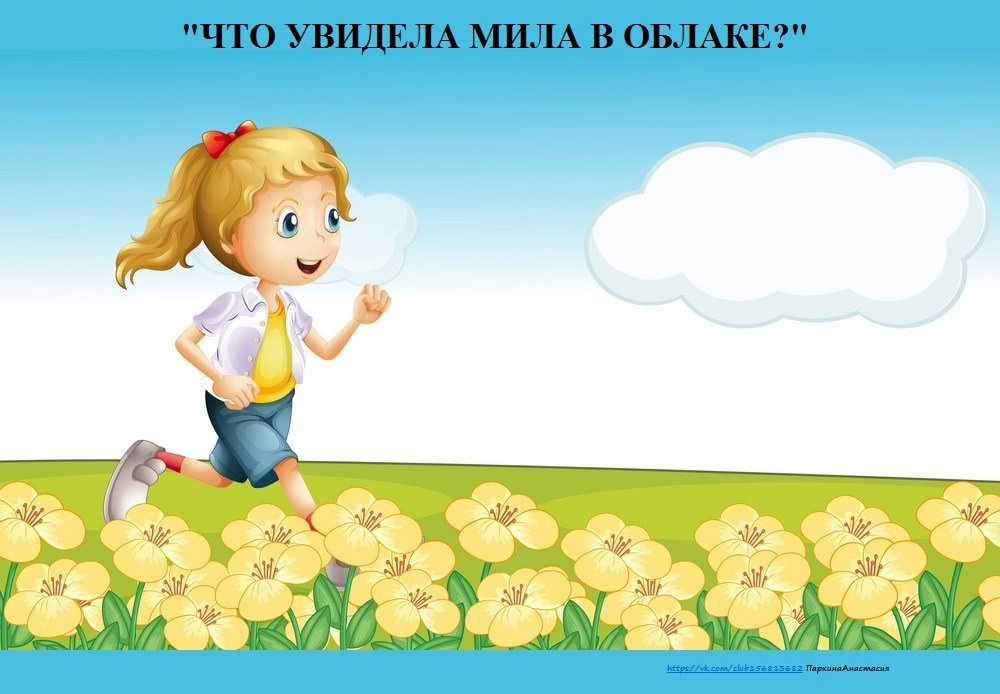 "ЧТО УВИДЕЛА МИЛА В ОБЛАКЕ?"
https://vk.com/club156813682 ПаркинаАнастасия